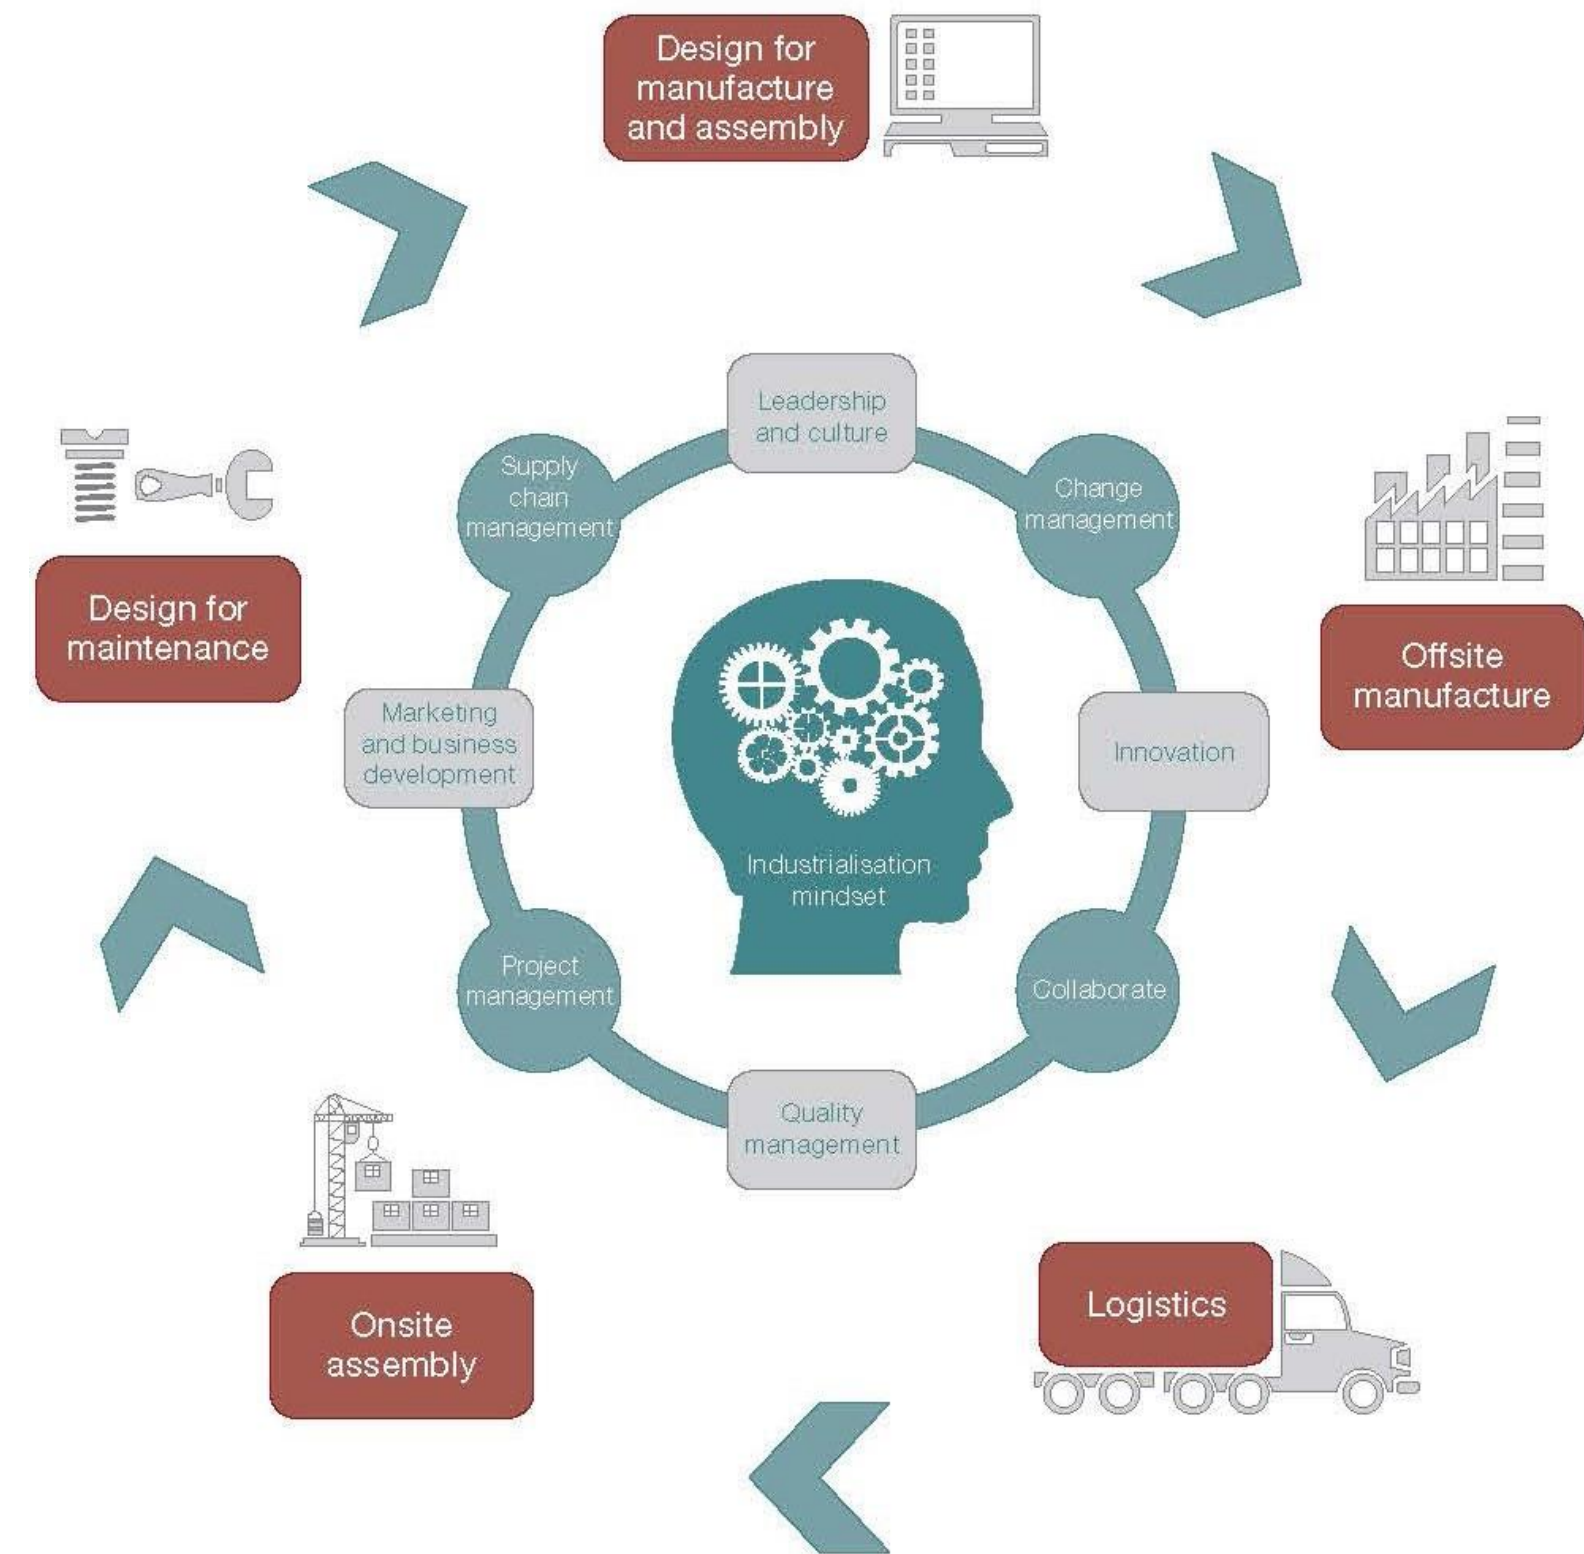 Design for
manufacture
and assembly
Leadership
and culture
Supply
chain
management
Change
management
Design for
maintenance
Offsite
manufacture
Marketing
and business
development
Innovation
Industrialisation
mindset
Project
management
Collaborate
Quality
management
Onsite
assembly
Logistics